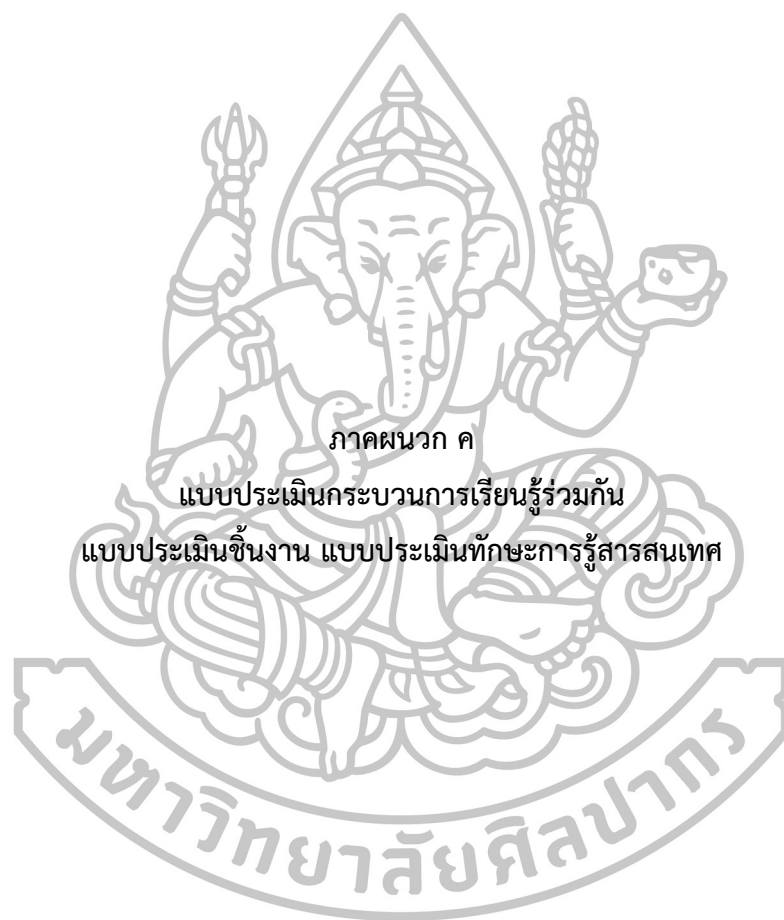 ภาคผนวก ค
แบบประเมินกระบวนการเรียนรู้ร่วมกัน
แบบประเมินชิ้นงาน แบบประเมินทักษะการรู้สารสนเทศ
มหาวิทยาลัยศิลปากร